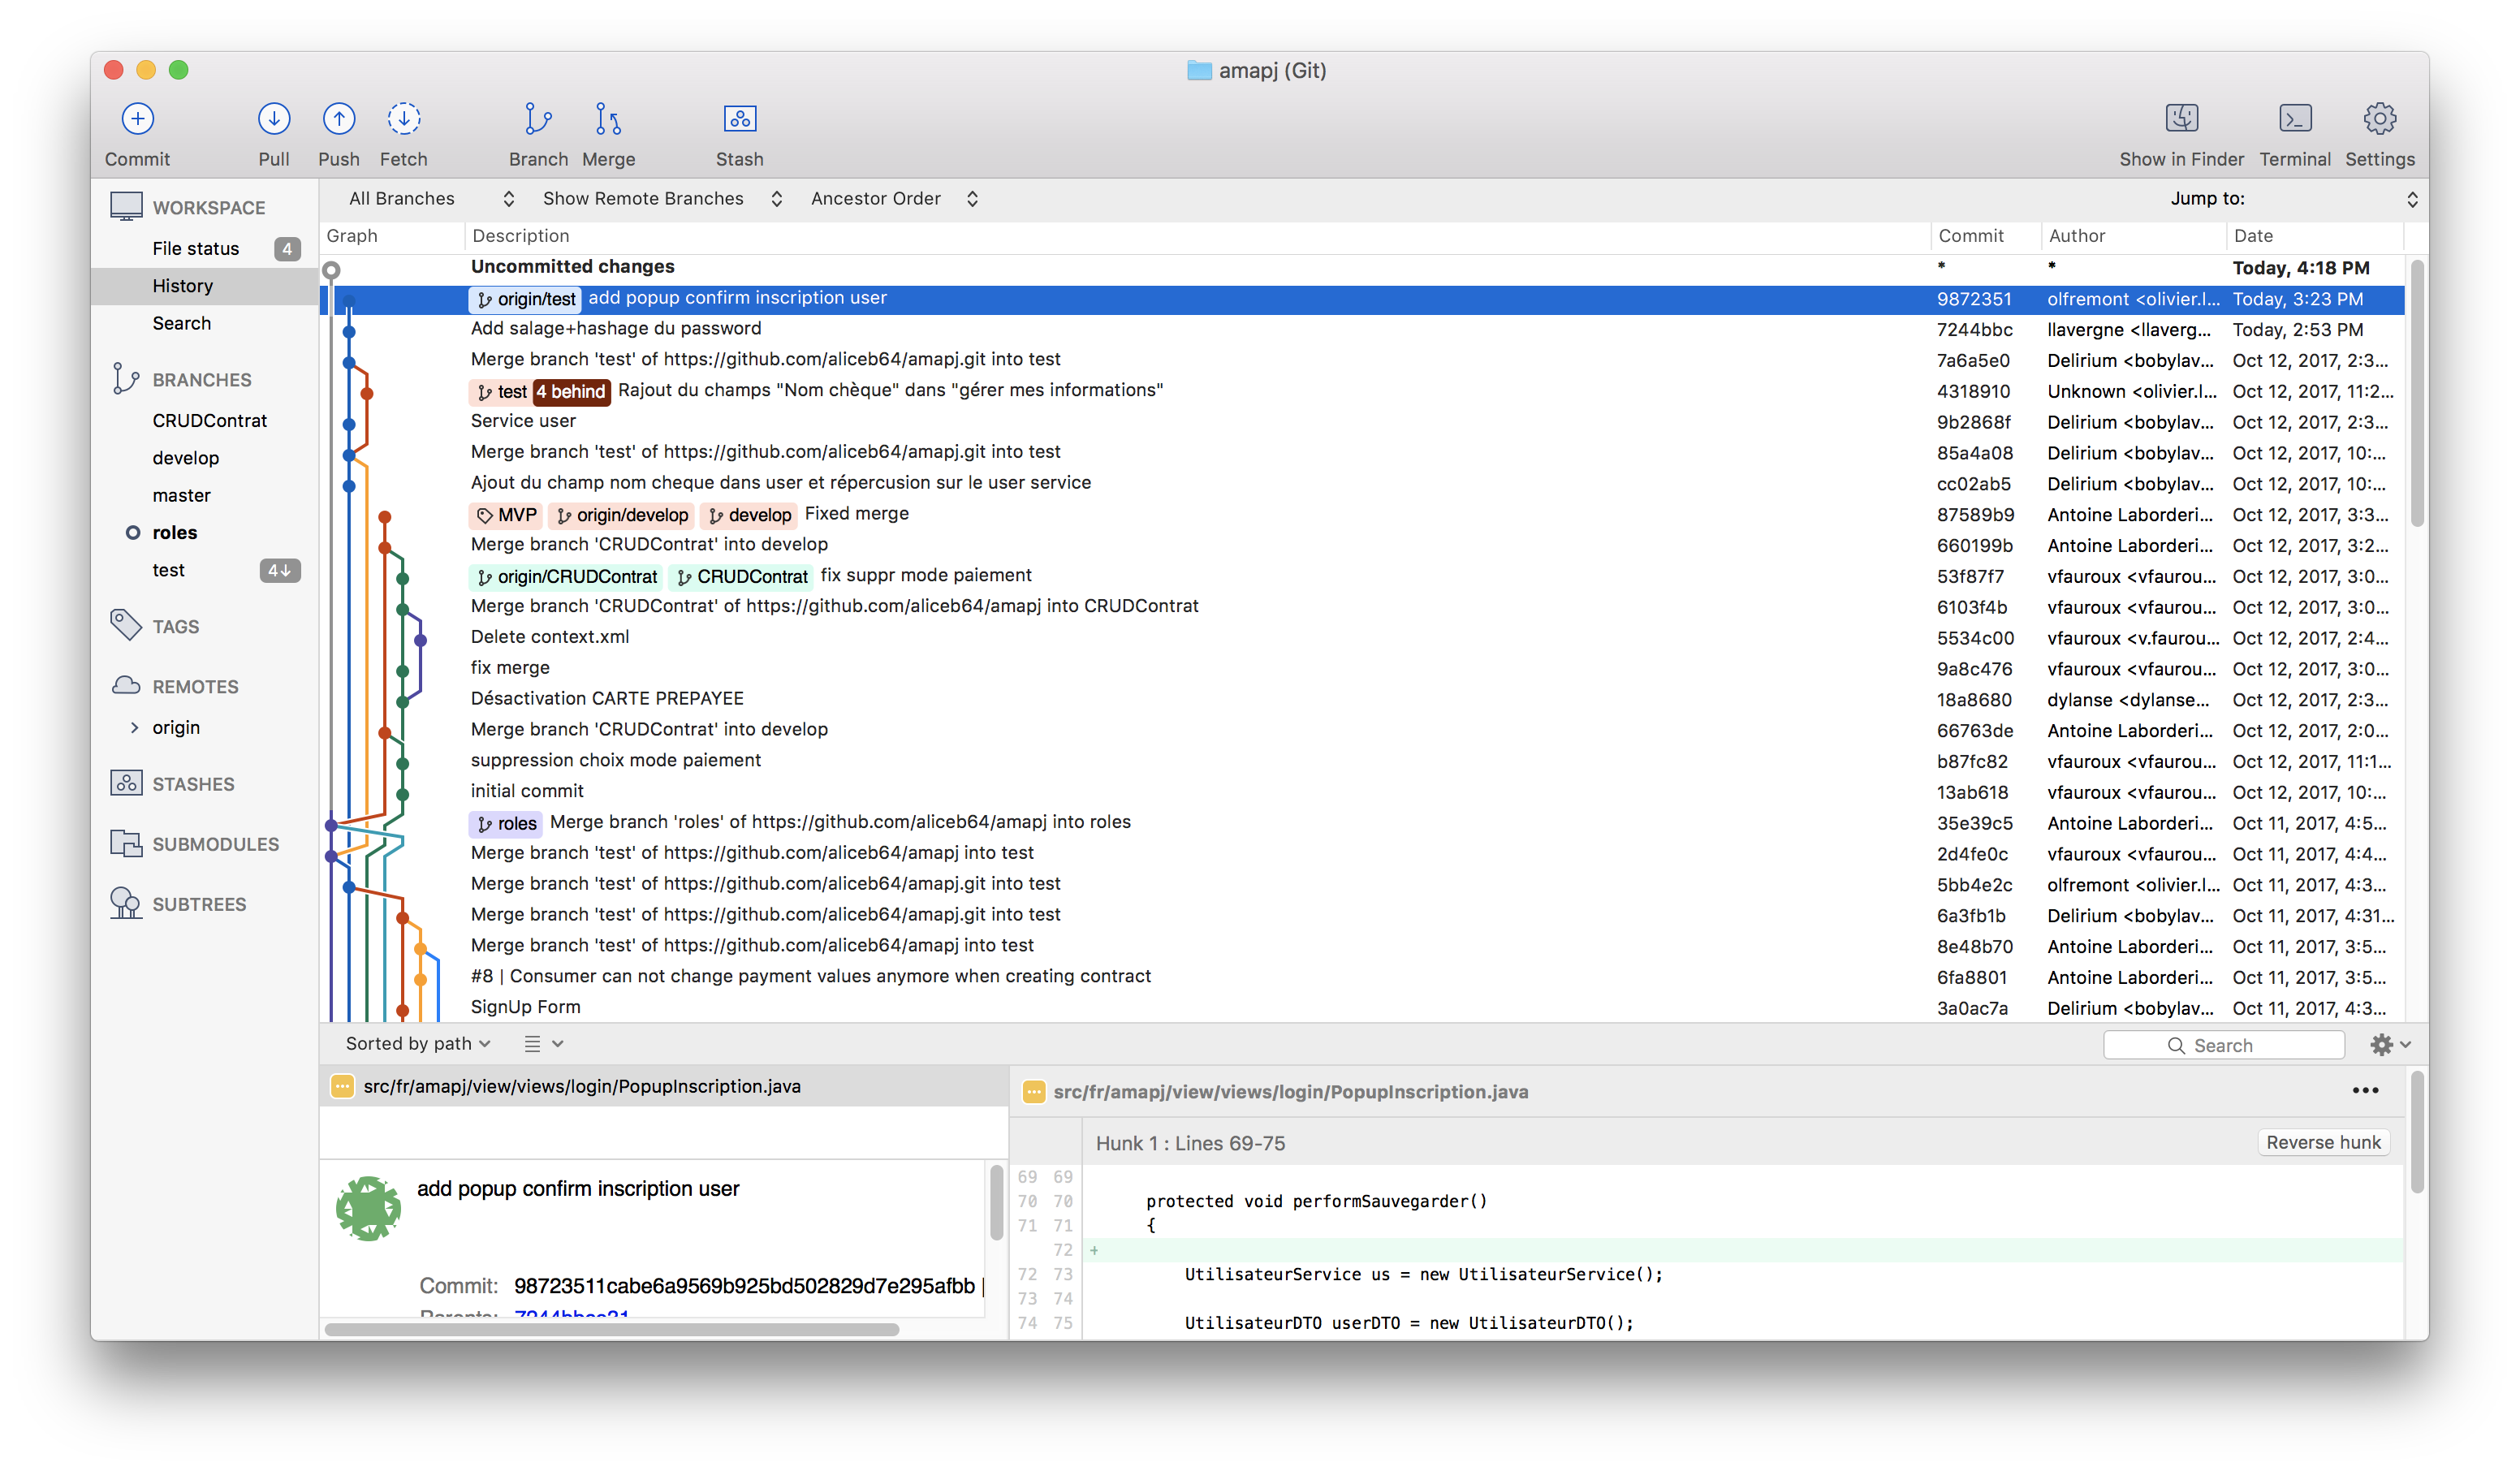 amapj (Git)
Commit Pull Push Fetch Branch Merge Stash Show in Finder Terminal Settings
WORKSPACE
File status 4
History
Search
BRANCHES
CRUDContrat
develop
master
roles
test 4↓
TAGS
REMOTES
origin
STASHES
SUBMODULES
SUBTREES
All Branches Show Remote Branches Ancestor Order Jump to:
Graph Description Commit Author Date
Uncommitted changes * * Today, 4:18 PM
origin/test add popup confirm inscription user 9872351 olfremont <olivier.l... Today, 3:23 PM
Add salage+hashage du password 7244bbc llavergne <llaverg... Today, 2:53 PM
Merge branch 'test' of https://github.com/aliceb64/amapj.git into test 7a6a5e0 Delirium <bobylav... Oct 12, 2017, 2:3...
test 4 behind Rajout du champs "Nom chèque" dans "gérer mes informations" 4318910 Unknown <olivier.l... Oct 12, 2017, 11:2...
Service user 9b2868f Delirium <bobylav... Oct 12, 2017, 2:3...
Merge branch 'test' of https://github.com/aliceb64/amapj.git into test 85a4a08 Delirium <bobylav... Oct 12, 2017, 10:...
Ajout du champ nom cheque dans user et répercusion sur le user service cc02ab5 Delirium <bobylav... Oct 12, 2017, 10:...
MVP origin/develop develop Fixed merge 87589b9 Antoine Laborderi... Oct 12, 2017, 3:3...
Merge branch 'CRUDContrat' into develop 660199b Antoine Laborderi... Oct 12, 2017, 3:2...
origin/CRUDContrat CRUDContrat fix suppr mode paiement 53f87f7 vfauroux <vfaurou... Oct 12, 2017, 3:0...
Merge branch 'CRUDContrat' of https://github.com/aliceb64/amapj into CRUDContrat 6103f4b vfauroux <vfaurou... Oct 12, 2017, 3:0...
Delete context.xml 5534c00 vfauroux <v.faurou... Oct 12, 2017, 2:4...
fix merge 9a8c476 vfauroux <vfaurou... Oct 12, 2017, 3:0...
Désactivation CARTE PREPAYEE 18a8680 dylanse <dylanse... Oct 12, 2017, 2:3...
Merge branch 'CRUDContrat' into develop 66763de Antoine Laborderi... Oct 12, 2017, 2:0...
suppression choix mode paiement b87fc82 vfauroux <vfaurou... Oct 12, 2017, 11:1...
initial commit 13ab618 vfauroux <vfaurou... Oct 12, 2017, 10:...
roles Merge branch 'roles' of https://github.com/aliceb64/amapj into roles 35e39c5 Antoine Laborderi... Oct 11, 2017, 4:5...
Merge branch 'test' of https://github.com/aliceb64/amapj into test 2d4fe0c vfauroux <vfaurou... Oct 11, 2017, 4:4...
Merge branch 'test' of https://github.com/aliceb64/amapj.git into test 5bb4e2c olfremont <olivier.l... Oct 11, 2017, 4:3...
Merge branch 'test' of https://github.com/aliceb64/amapj.git into test 6a3fb1b Delirium <bobylav... Oct 11, 2017, 4:31...
Merge branch 'test' of https://github.com/aliceb64/amapj into test 8e48b70 Antoine Laborderi... Oct 11, 2017, 3:5...
#8 | Consumer can not change payment values anymore when creating contract 6fa8801 Antoine Laborderi... Oct 11, 2017, 3:5...
SignUp Form 3a0ac7a Delirium <bobylav... Oct 11, 2017, 4:3...
Sorted by path Search
src/fr/amapj/view/views/login/PopupInscription.java
add popup confirm inscription user
Commit: 98723511cabe6a9569b925bd502829d7e295afbb
Parents: 7244bbce21
src/fr/amapj/view/views/login/PopupInscription.java
Hunk 1 : Lines 69-75 Reverse hunk
69 69
70 70 protected void performSauvegarder()
71 71 {
72 +
72 73 UtilisateurService us = new UtilisateurService();
73 74
74 75 UtilisateurDTO userDTO = new UtilisateurDTO();